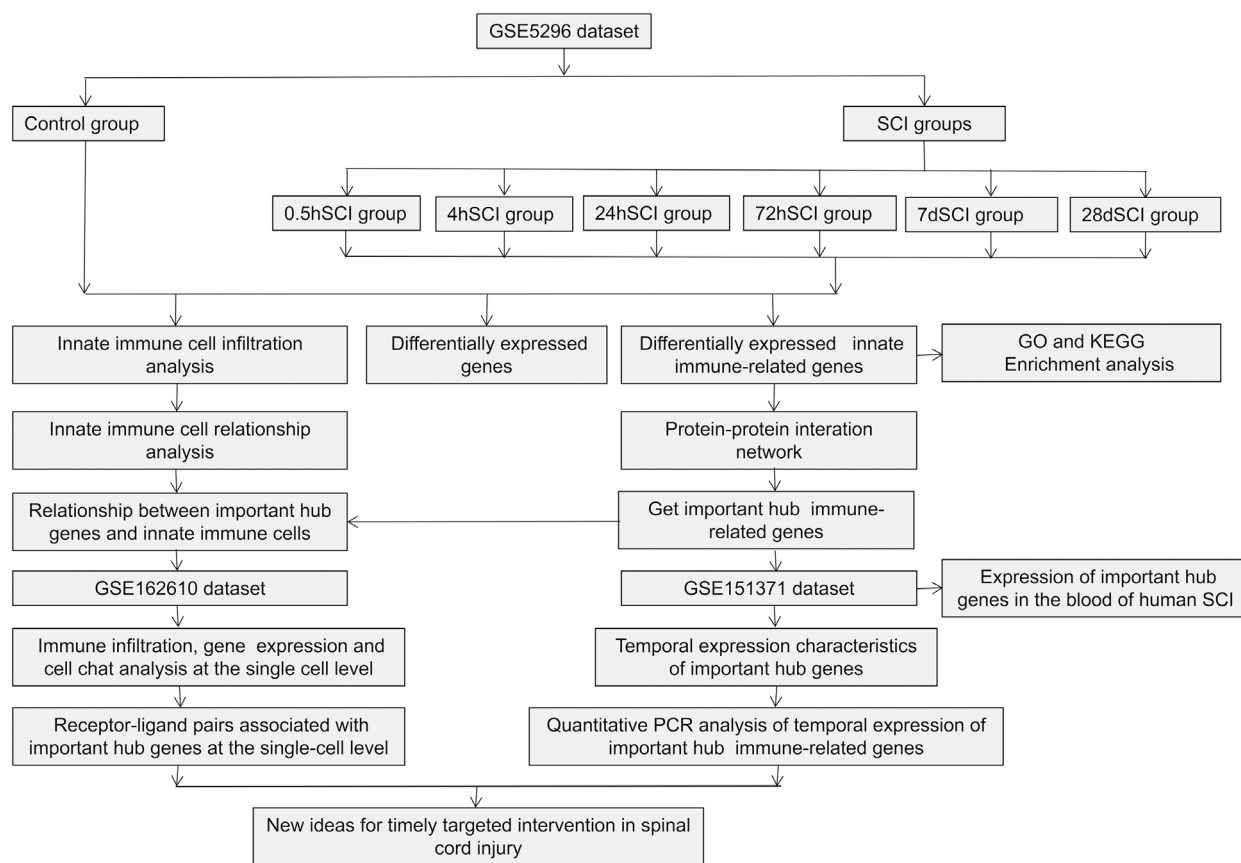 GSE5296 dataset
Control group
SCI groups
0.5hSCI group
4hSCI group
24hSCI group
72hSCI group
7dSCI group
28dSCI group
Innate immune cell infiltration
analysis
Differentially expressed
genes
Differentially expressed innate
immune-related genes
GO and KEGG
Enrichment analysis
Innate immune cell relationship
analysis
Protein-protein interation
network
Relationship between important hub
genes and innate immune cells
Get important hub immune-
related genes
GSE162610 dataset
GSE151371 dataset
Expression of important hub
genes in the blood of human SCI
Immune infiltration, gene expression and
cell chat analysis at the single cell level
Temporal expression characteristics
of important hub genes
Receptor-ligand pairs associated with
important hub genes at the single-cell level
Quantitative PCR analysis of temporal expression of
important hub immune-related genes
New ideas for timely targeted intervention in spinal
cord injury